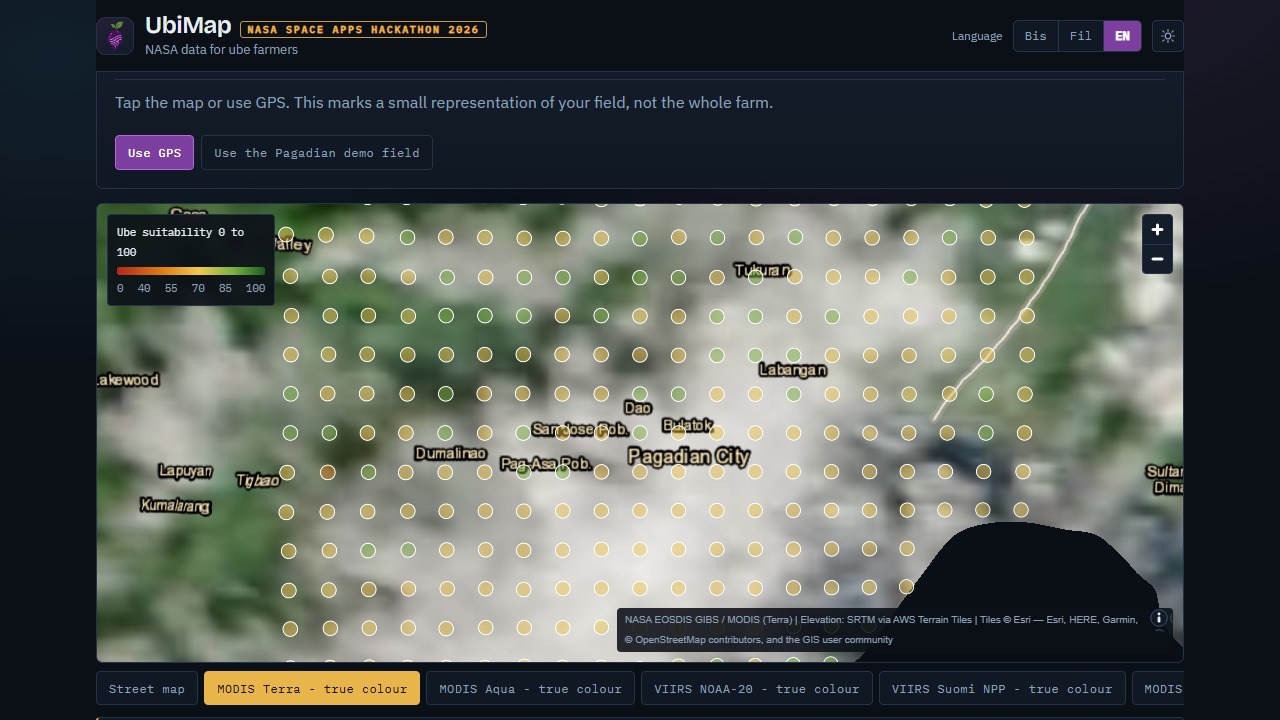 UbiMap
NASA SPACE APPS HACKATHON 2026
NASA data for ube farmers
Language
Bis
Fil
EN
Tap the map or use GPS. This marks a small representation of your field, not the whole farm.
Use GPS
Use the Pagadian demo field
Ube suitability 0 to
100
0 40 55 70 85 100
+
−
alley
Tukuran
Labangan
akewood
Dao
San Jose Pob.
Bulatok
Dumalinao
Pag-Asa Pob.
Pagadian City
Lapuyan
Tigbao
Kumalarang
Sultan
Dima
NASA EOSDIS GIBS / MODIS (Terra) | Elevation: SRTM via AWS Terrain Tiles | Tiles © Esri — Esri, HERE, Garmin,
© OpenStreetMap contributors, and the GIS user community
Street map
MODIS Terra - true colour
MODIS Aqua - true colour
VIIRS NOAA-20 - true colour
VIIRS Suomi NPP - true colour
MODIS